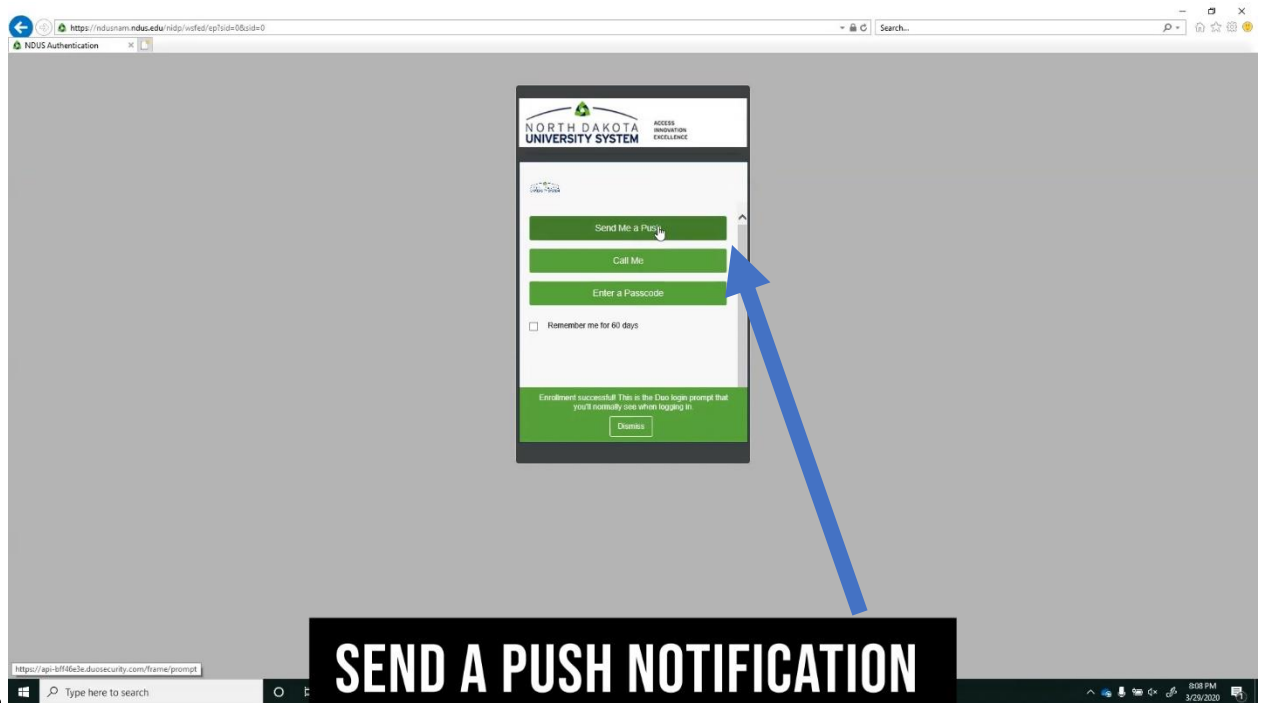 https://ndusnam.ndus.edu/nidp/wsfed/ep?sid=0&sid=0
Search...
NDUS Authentication
NORTH DAKOTA
UNIVERSITY SYSTEM
ACCESS
INNOVATION
EXCELLENCE
Send Me a Push
Call Me
Enter a Passcode
Remember me for 60 days
Enrollment successful! This is the Duo login prompt that
you'll normally see when logging in.
Dismiss
SEND A PUSH NOTIFICATION
https://api-bff46e3e.duosecurity.com/frame/prompt
Type here to search
8:08 PM
3/29/2020